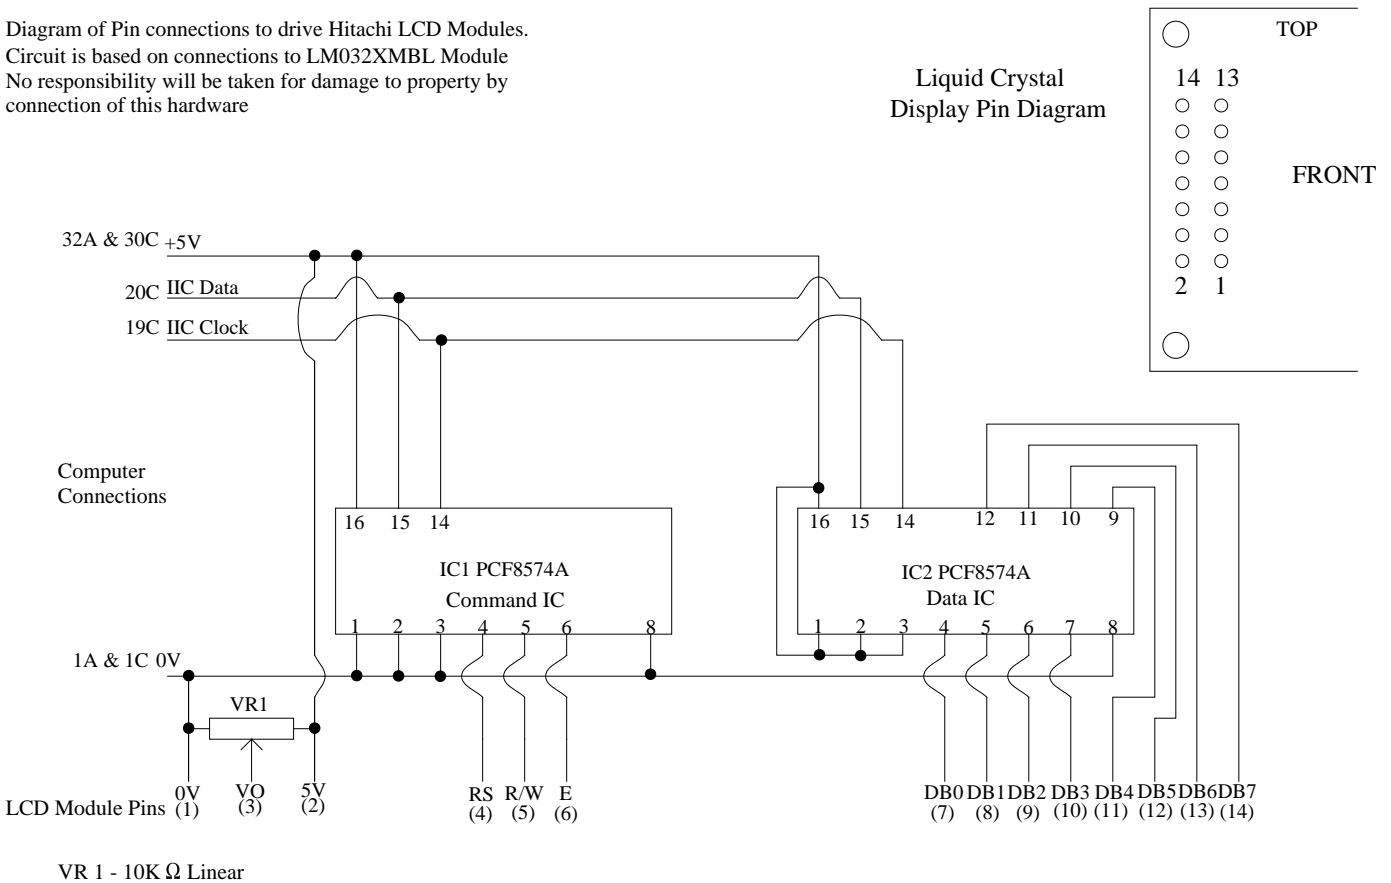 Diagram of Pin connections to drive Hitachi LCD Modules.
Circuit is based on connections to LM032XMBL Module
No responsibility will be taken for damage to property by
connection of this hardware
Liquid Crystal
Display Pin Diagram
TOP
14 13
FRONT
2 1
32A & 30C +5V
20C IIC Data
19C IIC Clock
Computer
Connections
16 15 14
IC1 PCF8574A
Command IC
1 2 3 4 5 6 8
16 15 14 12 11 10 9
IC2 PCF8574A
Data IC
1 2 3 4 5 6 7 8
1A & 1C 0V
VR1
LCD Module Pins
0V VO 5V RS R/W E DB0 DB1 DB2 DB3 DB4 DB5 DB6 DB7
(1) (3) (2) (4) (5) (6) (7) (8) (9) (10) (11) (12) (13) (14)
VR 1 - 10K Ω Linear